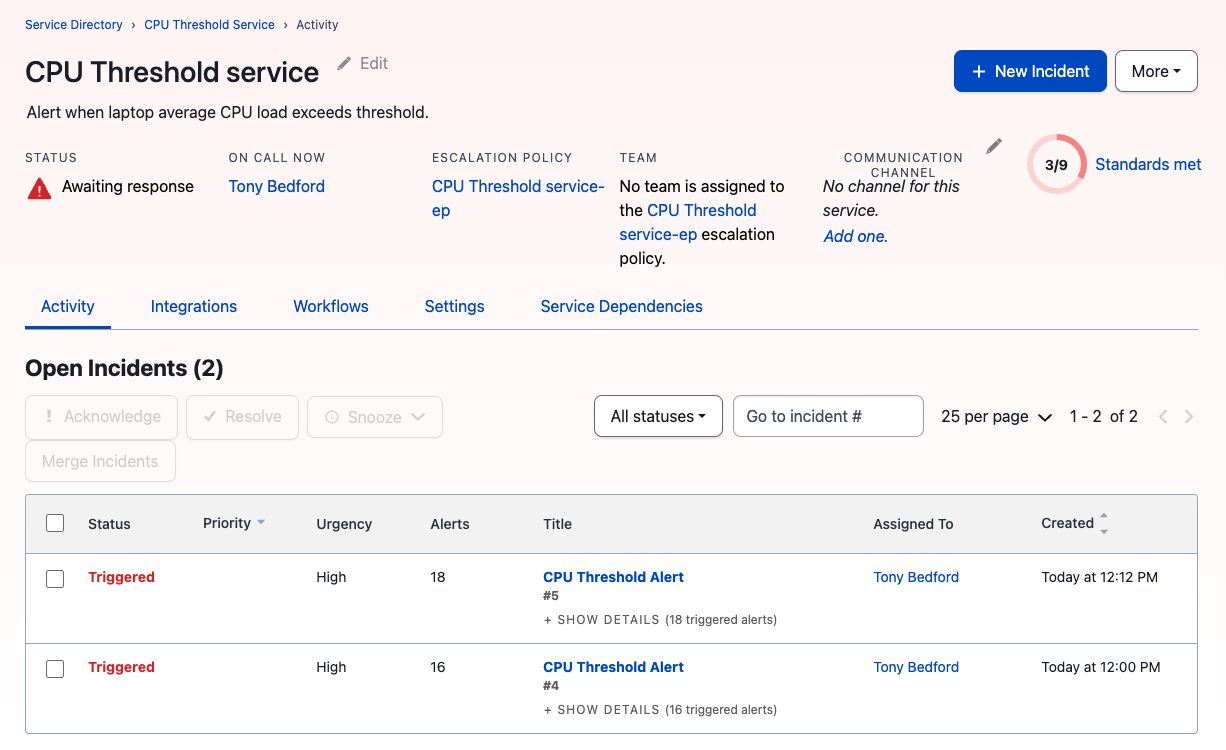 Service Directory › CPU Threshold Service › Activity
CPU Threshold service Edit
+ New Incident More
Alert when laptop average CPU load exceeds threshold.
STATUS
Awaiting response
ON CALL NOW
Tony Bedford
ESCALATION POLICY
CPU Threshold service-
ep
TEAM
No team is assigned to
the CPU Threshold
service-ep escalation
policy.
COMMUNICATION
CHANNEL
No channel for this
service.
Add one.
3/9 Standards met
Activity Integrations Workflows Settings Service Dependencies
Open Incidents (2)
Acknowledge Resolve Snooze
Merge Incidents
All statuses Go to incident # 25 per page 1 - 2 of 2
Status Priority Urgency Alerts Title Assigned To Created
Triggered High 18 CPU Threshold Alert Tony Bedford Today at 12:12 PM
#5
+ SHOW DETAILS (18 triggered alerts)
Triggered High 16 CPU Threshold Alert Tony Bedford Today at 12:00 PM
#4
+ SHOW DETAILS (16 triggered alerts)